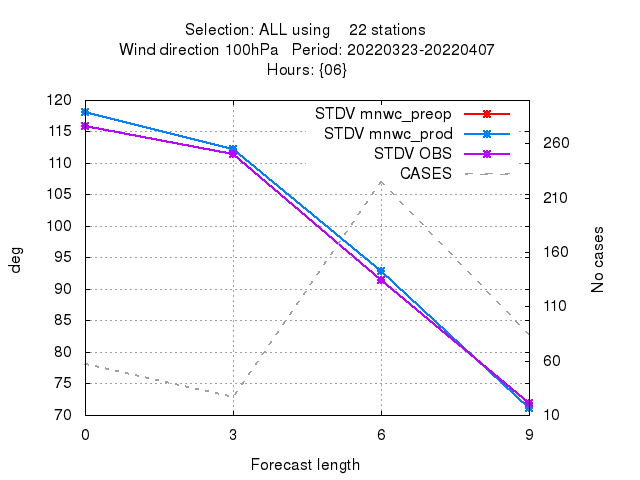 Selection: ALL using    22 stations
Wind direction 100hPa   Period: 20220323-20220407
Hours: {06}
STDV mnwc_preop
STDV mnwc_prod
STDV OBS
CASES
120
115
110
105
100
95
90
85
80
75
70
deg
260
210
160
110
60
10
No cases
0 3 6 9
Forecast length